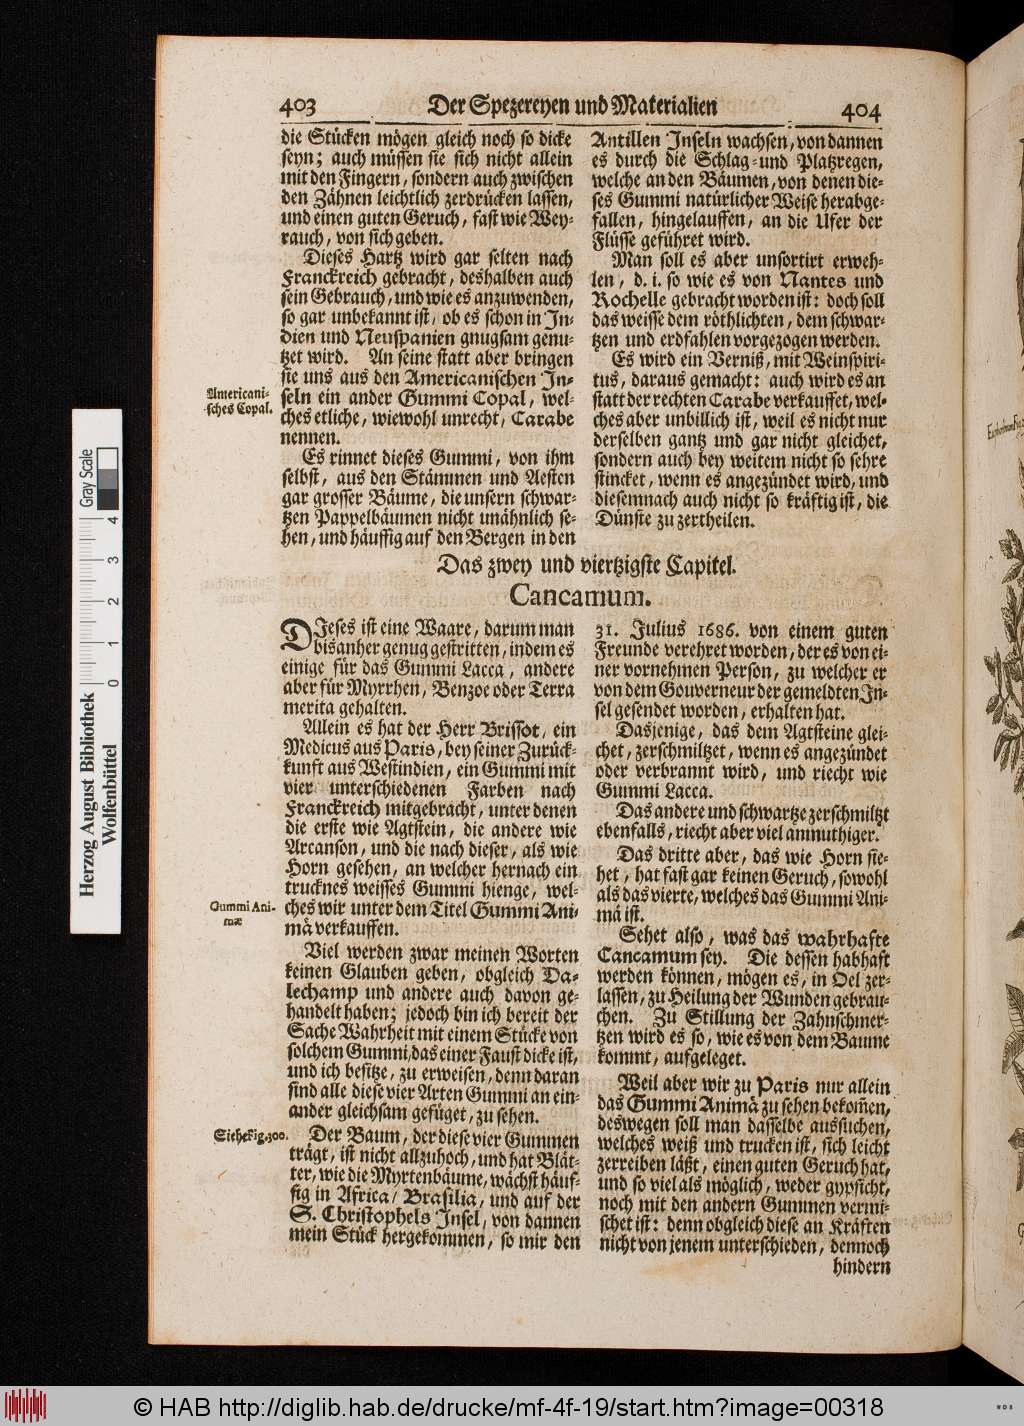 403
Der Spezereyen und Materialien
404
die Stücken mögen gleich noch so dicke
seyn; auch müssen sie sich nicht allein
mit den Fingern, sondern auch zwischen
den Zähnen leichtlich zerdrücken lassen,
und einen guten Geruch, fast wie Wey-
rauch, von sich geben.
Dieses Hartz wird gar selten nach
Franckreich gebracht, deshalben auch
sein Gebrauch, und wie es anzuwenden,
so gar unbekannt ist, ob es schon in In-
dien und Neuspanien gnugsam genu-
tzet wird. An seine statt aber bringen
sie uns aus den Americanischen In-
Americani-
sches Copal.
seln ein ander Gummi Copal, wel-
ches etliche, wiewohl unrecht, Carabe
nennen.
Es rinnet dieses Gummi, von ihm
selbst, aus den Stämmen und Aesten
gar grosser Bäume, die unsern schwar-
tzen Pappelbäumen nicht unähnlich se-
hen, und häuffig auf den Bergen in den
Antillen Inseln wachsen, von dannen
es durch die Schlag- und Platzregen,
welche an den Bäumen, von denen die-
ses Gummi natürlicher Weise herabge-
fallen, hingelauffen, an die Ufer der
Flüsse geführet wird.
Man soll es aber unsortirt erweh-
len, d. i. so wie es von Nantes und
Rochelle gebracht worden ist: doch soll
das weisse dem röthlichten, dem schwar-
tzen und erdfahlen vorgezogen werden.
Es wird ein Verniß, mit Weinspiri-
tus, daraus gemacht: auch wird es an
statt der rechten Carabe verkauffet, wel-
ches aber unbillich ist, weil es nicht nur
derselben gantz und gar nicht gleichet,
sondern auch bey weitem nicht so sehre
stincket, wenn es angezündet wird, und
diesemnach auch nicht so kräftig ist, die
Dünste zu zertheilen.
Das zwey und viertzigste Capitel.
Cancamum.
DIeses ist eine Waare, darum man
bisanher genug gestritten, indem es
einige für das Gummi Lacca, andere
aber für Myrrhen, Benzoe oder Terra
merita gehalten.
Allein es hat der Herr Brissot, ein
Medicus aus Paris, bey seiner Zurück-
kunft aus Westindien, ein Gummi mit
vier unterschiedenen Farben nach
Franckreich mitgebracht, unter denen
die erste wie Agtstein, die andere wie
Arcanson, und die nach dieser, als wie
Horn gesehen, an welcher hernach ein
trucknes weisses Gummi hienge, wel-
Gummi Ani-
mæ
ches wir unter dem Titel Gummi Ani-
mä verkauffen.
Viel werden zwar meinen Worten
keinen Glauben geben, obgleich Da-
lechamp und andere auch davon ge-
handelt haben; jedoch bin ich bereit der
Sache Wahrheit mit einem Stücke von
solchem Gummi, das einer Faust dicke ist,
und ich besitze, zu erweisen, denn daran
sind alle diese vier Arten Gummi an ein-
ander gleichsam gefüget, zu sehen.
Siehe fig. 100.
Der Baum, der diese vier Gummen
trägt, ist nicht allzuhoch, und hat Blät-
ter, wie die Myrtenbäume, wächst häuf-
fig in Africa/ Brasilia, und auf der
S. Christophels Insel, von dannen
mein Stück hergekommen, so mir den
31. Julius 1686. von einem guten
Freunde verehret worden, der es von ei-
ner vornehmen Person, zu welcher er
von dem Gouverneur der gemeldten In-
sel gesendet worden, erhalten hat.
Dasjenige, das dem Agtsteine glei-
chet, zerschmiltzet, wenn es angezündet
oder verbrannt wird, und riecht wie
Gummi Lacca.
Das andere und schwartze zerschmiltzt
ebenfalls, riecht aber viel anmuthiger.
Das dritte aber, das wie Horn sie-
het, hat fast gar keinen Geruch, sowohl
als das vierte, welches das Gummi Ani-
mä ist.
Sehet also, was das wahrhafte
Cancamum sey. Die dessen habhaft
werden können, mögen es, in Oel zer-
lassen, zu Heilung der Wunden gebrau-
chen. Zu Stillung der Zahnschmer-
tzen wird es so, wie es von dem Baume
kommt, aufgeleget.
Weil aber wir zu Paris nur allein
das Gummi Animä zu sehen bekom̃en,
deswegen soll man dasselbe aussuchen,
welches weiß und trucken ist, sich leicht
zerreiben läßt, einen guten Geruch hat,
und so viel als möglich, weder gypsicht,
noch mit den andern Gummen vermi-
schet ist: denn obgleich diese an Kräften
nicht von jenem unterschieden, dennoch
hindern
Herzog August Bibliothek
Wolfenbüttel
0 1 2 3 4
Gray Scale
© HAB http://diglib.hab.de/drucke/mf-4f-19/start.htm?image=00318